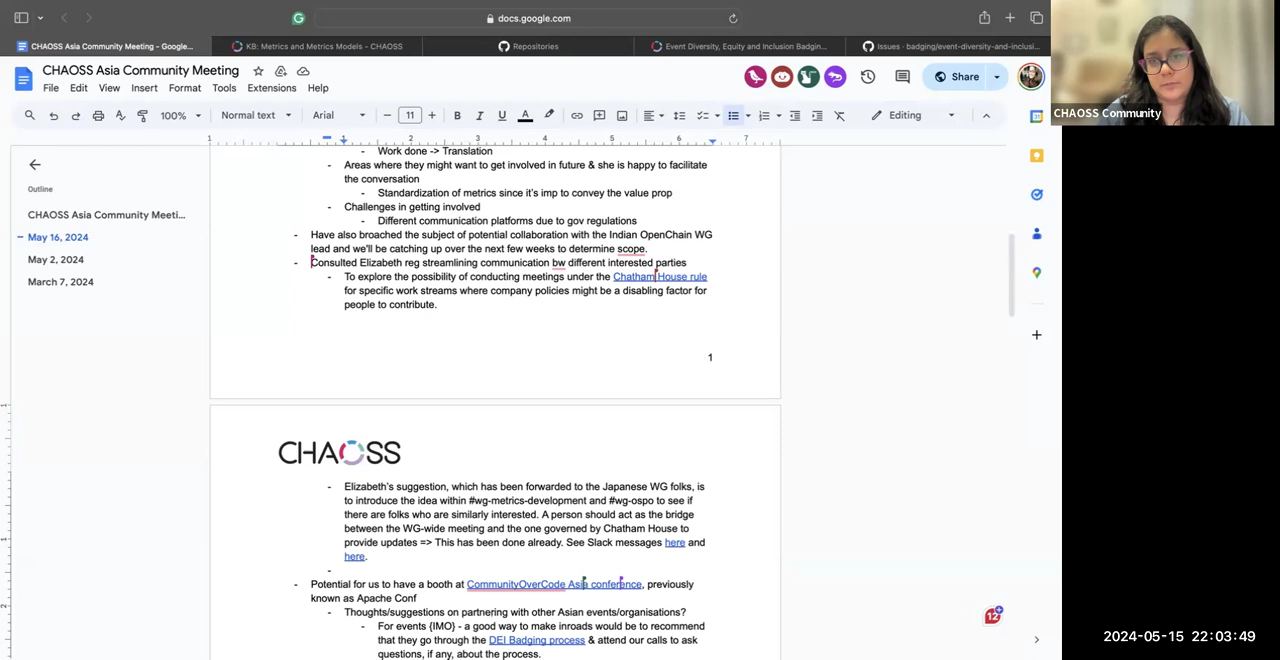 docs.google.com
CHAOSS Asia Community Meeting - Google...
KB: Metrics and Metrics Models - CHAOSS
Repositories
Event Diversity, Equity and Inclusion Badgin...
Issues · badging/event-diversity-and-inclusi...
CHAOSS Asia Community Meeting
File Edit View Insert Format Tools Extensions Help
Share
CHAOSS Community
100%
Normal text
Arial
11
Editing
1 1 2 3 4 5 6 7
Outline
CHAOSS Asia Community Meeti...
May 16, 2024
May 2, 2024
March 7, 2024
- Work done -> Translation
- Areas where they might want to get involved in future & she is happy to facilitate
the conversation
- Standardization of metrics since it's imp to convey the value prop
- Challenges in getting involved
- Different communication platforms due to gov regulations
- Have also broached the subject of potential collaboration with the Indian OpenChain WG
lead and we'll be catching up over the next few weeks to determine scope.
- Consulted Elizabeth reg streamlining communication bw different interested parties
- To explore the possibility of conducting meetings under the Chatham House rule
for specific work streams where company policies might be a disabling factor for
people to contribute.
1
CHAOSS
- Elizabeth's suggestion, which has been forwarded to the Japanese WG folks, is
to introduce the idea within #wg-metrics-development and #wg-ospo to see if
there are folks who are similarly interested. A person should act as the bridge
between the WG-wide meeting and the one governed by Chatham House to
provide updates => This has been done already. See Slack messages here and
here.
-
- Potential for us to have a booth at CommunityOverCode Asia conference, previously
known as Apache Conf
- Thoughts/suggestions on partnering with other Asian events/organisations?
- For events {IMO} - a good way to make inroads would be to recommend
that they go through the DEI Badging process & attend our calls to ask
questions, if any, about the process.
12
2024-05-15 22:03:49